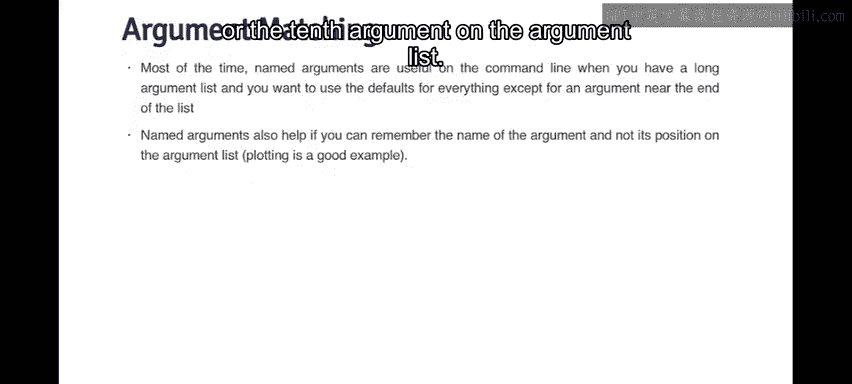 Argument Matching
or the tenth argument on the argument
list.
· Most of the time, named arguments are useful on the command line when you have a long
argument list and you want to use the defaults for everything except for an argument near the end
of the list
· Named arguments also help if you can remember the name of the argument and not its position on
the argument list (plotting is a good example).